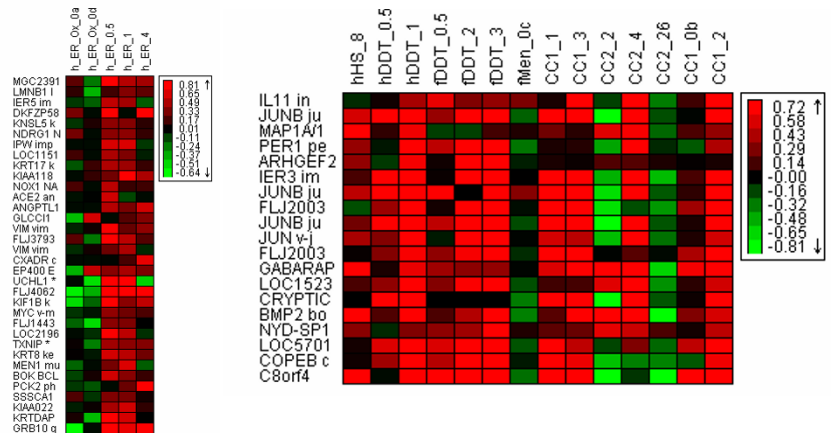 h_ER_Ox_0a
h_ER_Ox_0d
h_ER_0.5
h_ER_1
h_ER_4
MGC2391
LMNB1 l
IER5 im
DKFZP58
KNSL5 k
NDRG1 N
IPW imp
LOC1151
KRT17 k
KIAA118
NOX1 NA
ACE2 an
ANGPTL1
GLCCI1
VIM vim
FLJ3793
VIM vim
CXADR c
EP400 E
UCHL1 *
FLJ4062
KIF1B k
MYC v-m
FLJ1443
LOC2196
TXNIP *
KRT8 ke
MEN1 mu
BOK BCL
PCK2 ph
SSSCA1
KIAA022
KRTDAP
GRB10 g
0.81 ↑
0.65
0.49
0.33
0.17
0.01
-0.11
-0.24
-0.37
-0.51
-0.64 ↓
hHS_8
hDDT_0.5
hDDT_1
fDDT_0.5
fDDT_2
fDDT_3
fMen_0c
CC1_1
CC1_3
CC2_2
CC2_4
CC2_26
CC1_0b
CC1_2
IL11 in
JUNB ju
MAP1A/1
PER1 pe
ARHGEF2
IER3 im
JUNB ju
FLJ2003
JUNB ju
JUN v-j
FLJ2003
GABARAP
LOC1523
CRYPTIC
BMP2 bo
NYD-SP1
LOC5701
COPEB c
C8orf4
0.72 ↑
0.58
0.43
0.29
0.14
-0.00
-0.16
-0.32
-0.48
-0.65
-0.81 ↓